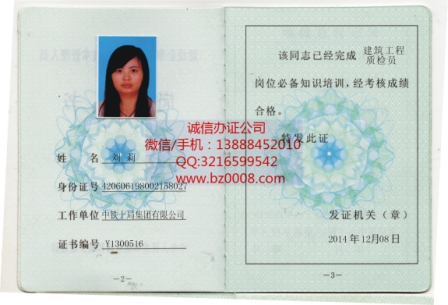 诚信办证公司
微信/手机：13888452010
QQ:3216599542
www.bz0008.com
姓 名 刘莉
身份证号 420606198002158027
工作单位 中铁十局集团有限公司
证书编号 Y1300516
-2-
该同志已经完成 建筑工程
质检员
岗位必备知识培训，经考核成绩
合格。
特发此证
发证机关（章）
2014 年12月08日
-3-